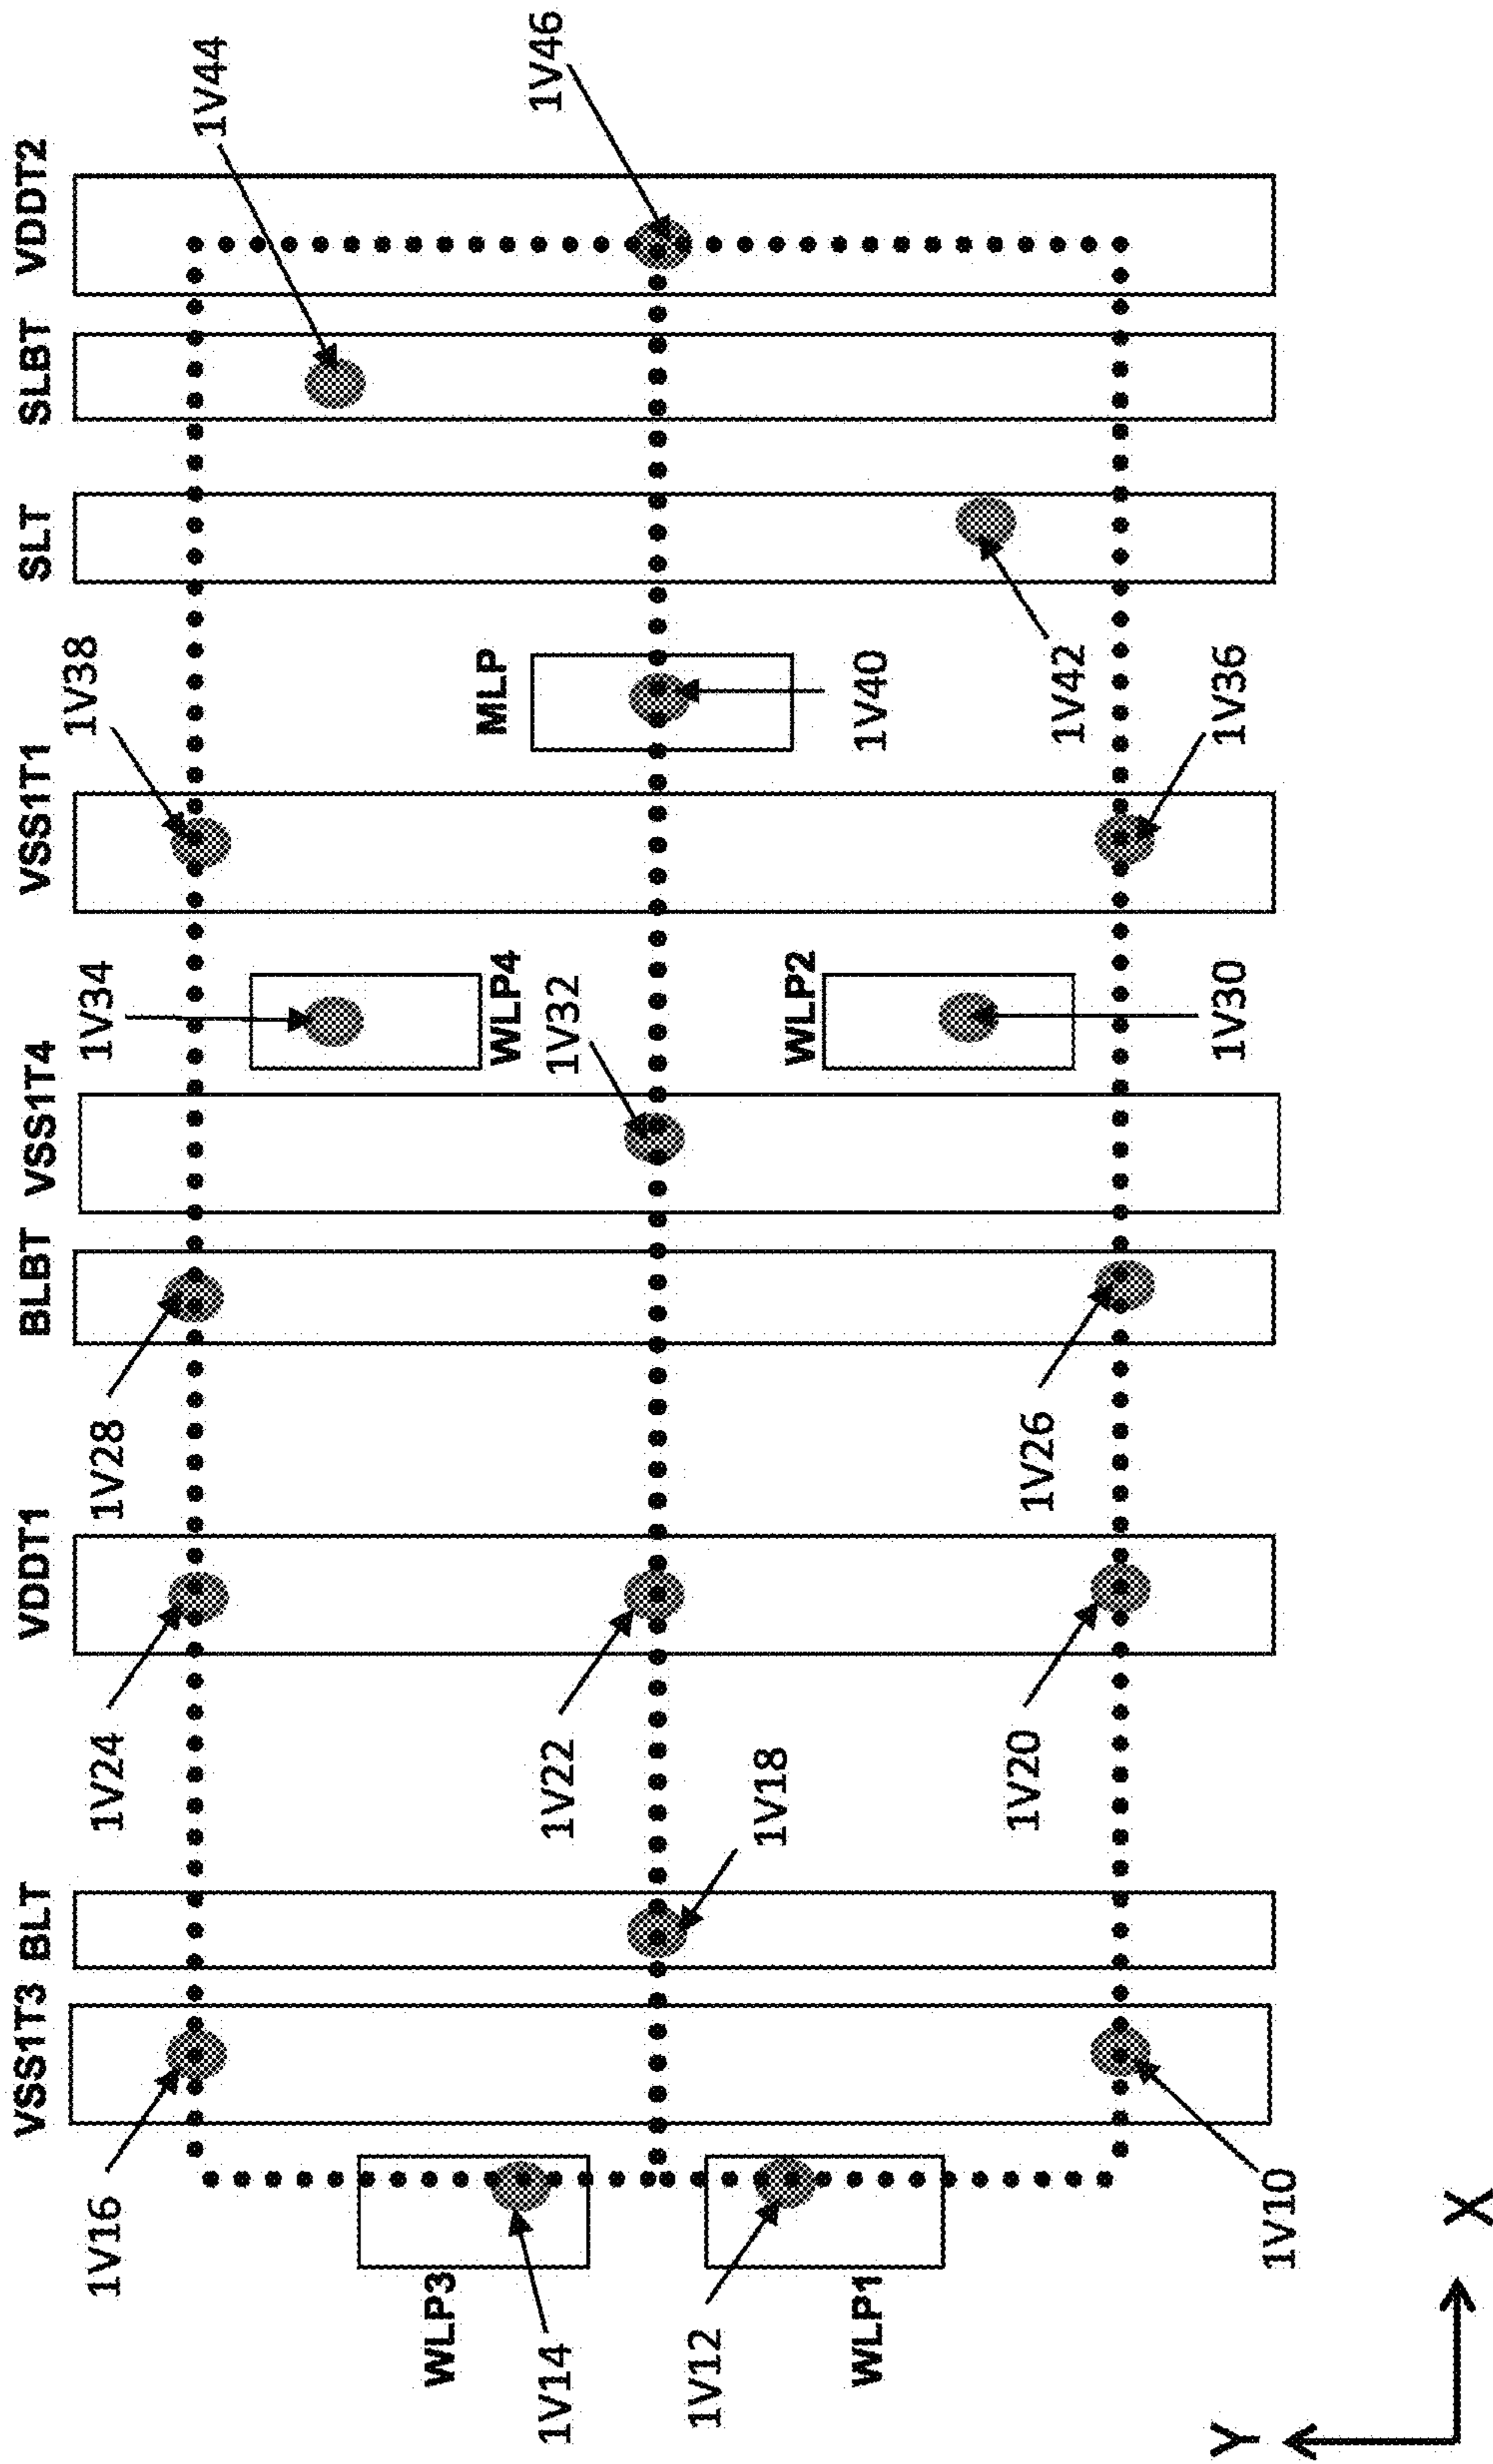 VSS1T3
BLT
VDDT1
BLBT
VSS1T4
VSS1T1
SLT
SLBT
VDDT2
1V16
1V24
1V28
1V34
1V38
1V44
WLP3
WLP4
MLP
1V14
1V22
1V32
1V46
1V12
1V18
WLP2
WLP1
1V40
1V20
1V26
1V42
1V10
1V30
1V36
Y
X